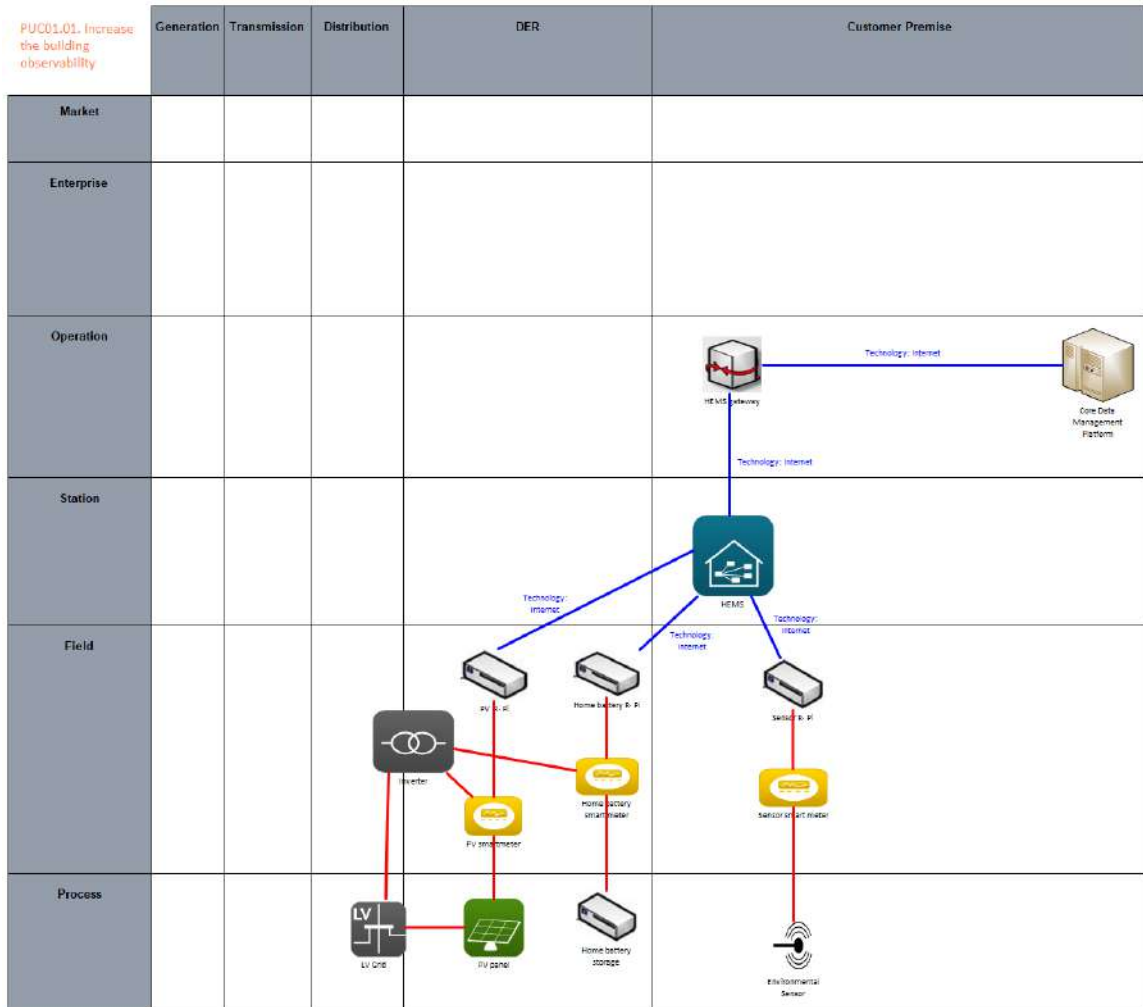 PUC01.01. Increase
the building
observability
Generation
Transmission
Distribution
DER
Customer Premise
Market
Enterprise
Operation
Technology: Internet
HEMS gateway
Core Data
Management
Platform
Technology: Internet
Station
HEMS
Technology:
Internet
Technology:
Internet
Technology:
Internet
Field
PV R- Pi
Home battery R- Pi
Sensor R- Pi
Inverter
Home battery
smartmeter
Sensor smart meter
PV smartmeter
Process
LV
LV Grid
PV panel
Home battery
storage
Environmental
Sensor